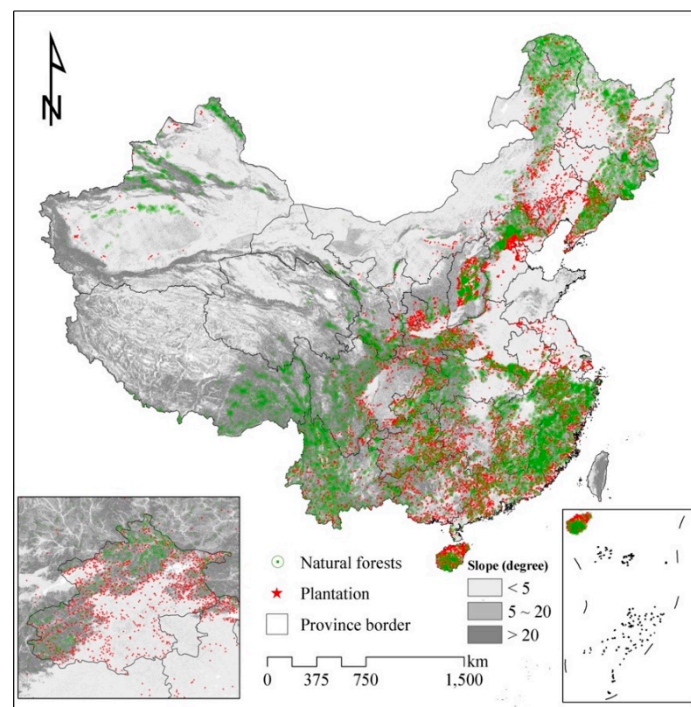 N
Natural forests
Plantation
Province border
Slope (degree)
< 5
5 ~ 20
> 20
km
0 375 750 1,500